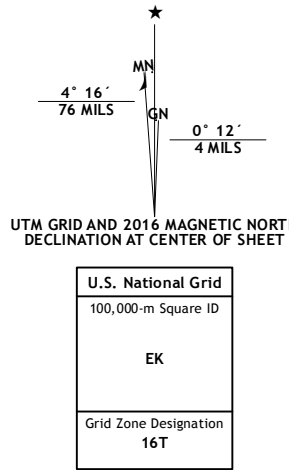 ★
MN
GN
4° 16´
76 MILS
0° 12´
4 MILS
UTM GRID AND 2016 MAGNETIC NORT
DECLINATION AT CENTER OF SHEET
U.S. National Grid
100,000-m Square ID
EK
Grid Zone Designation
16T